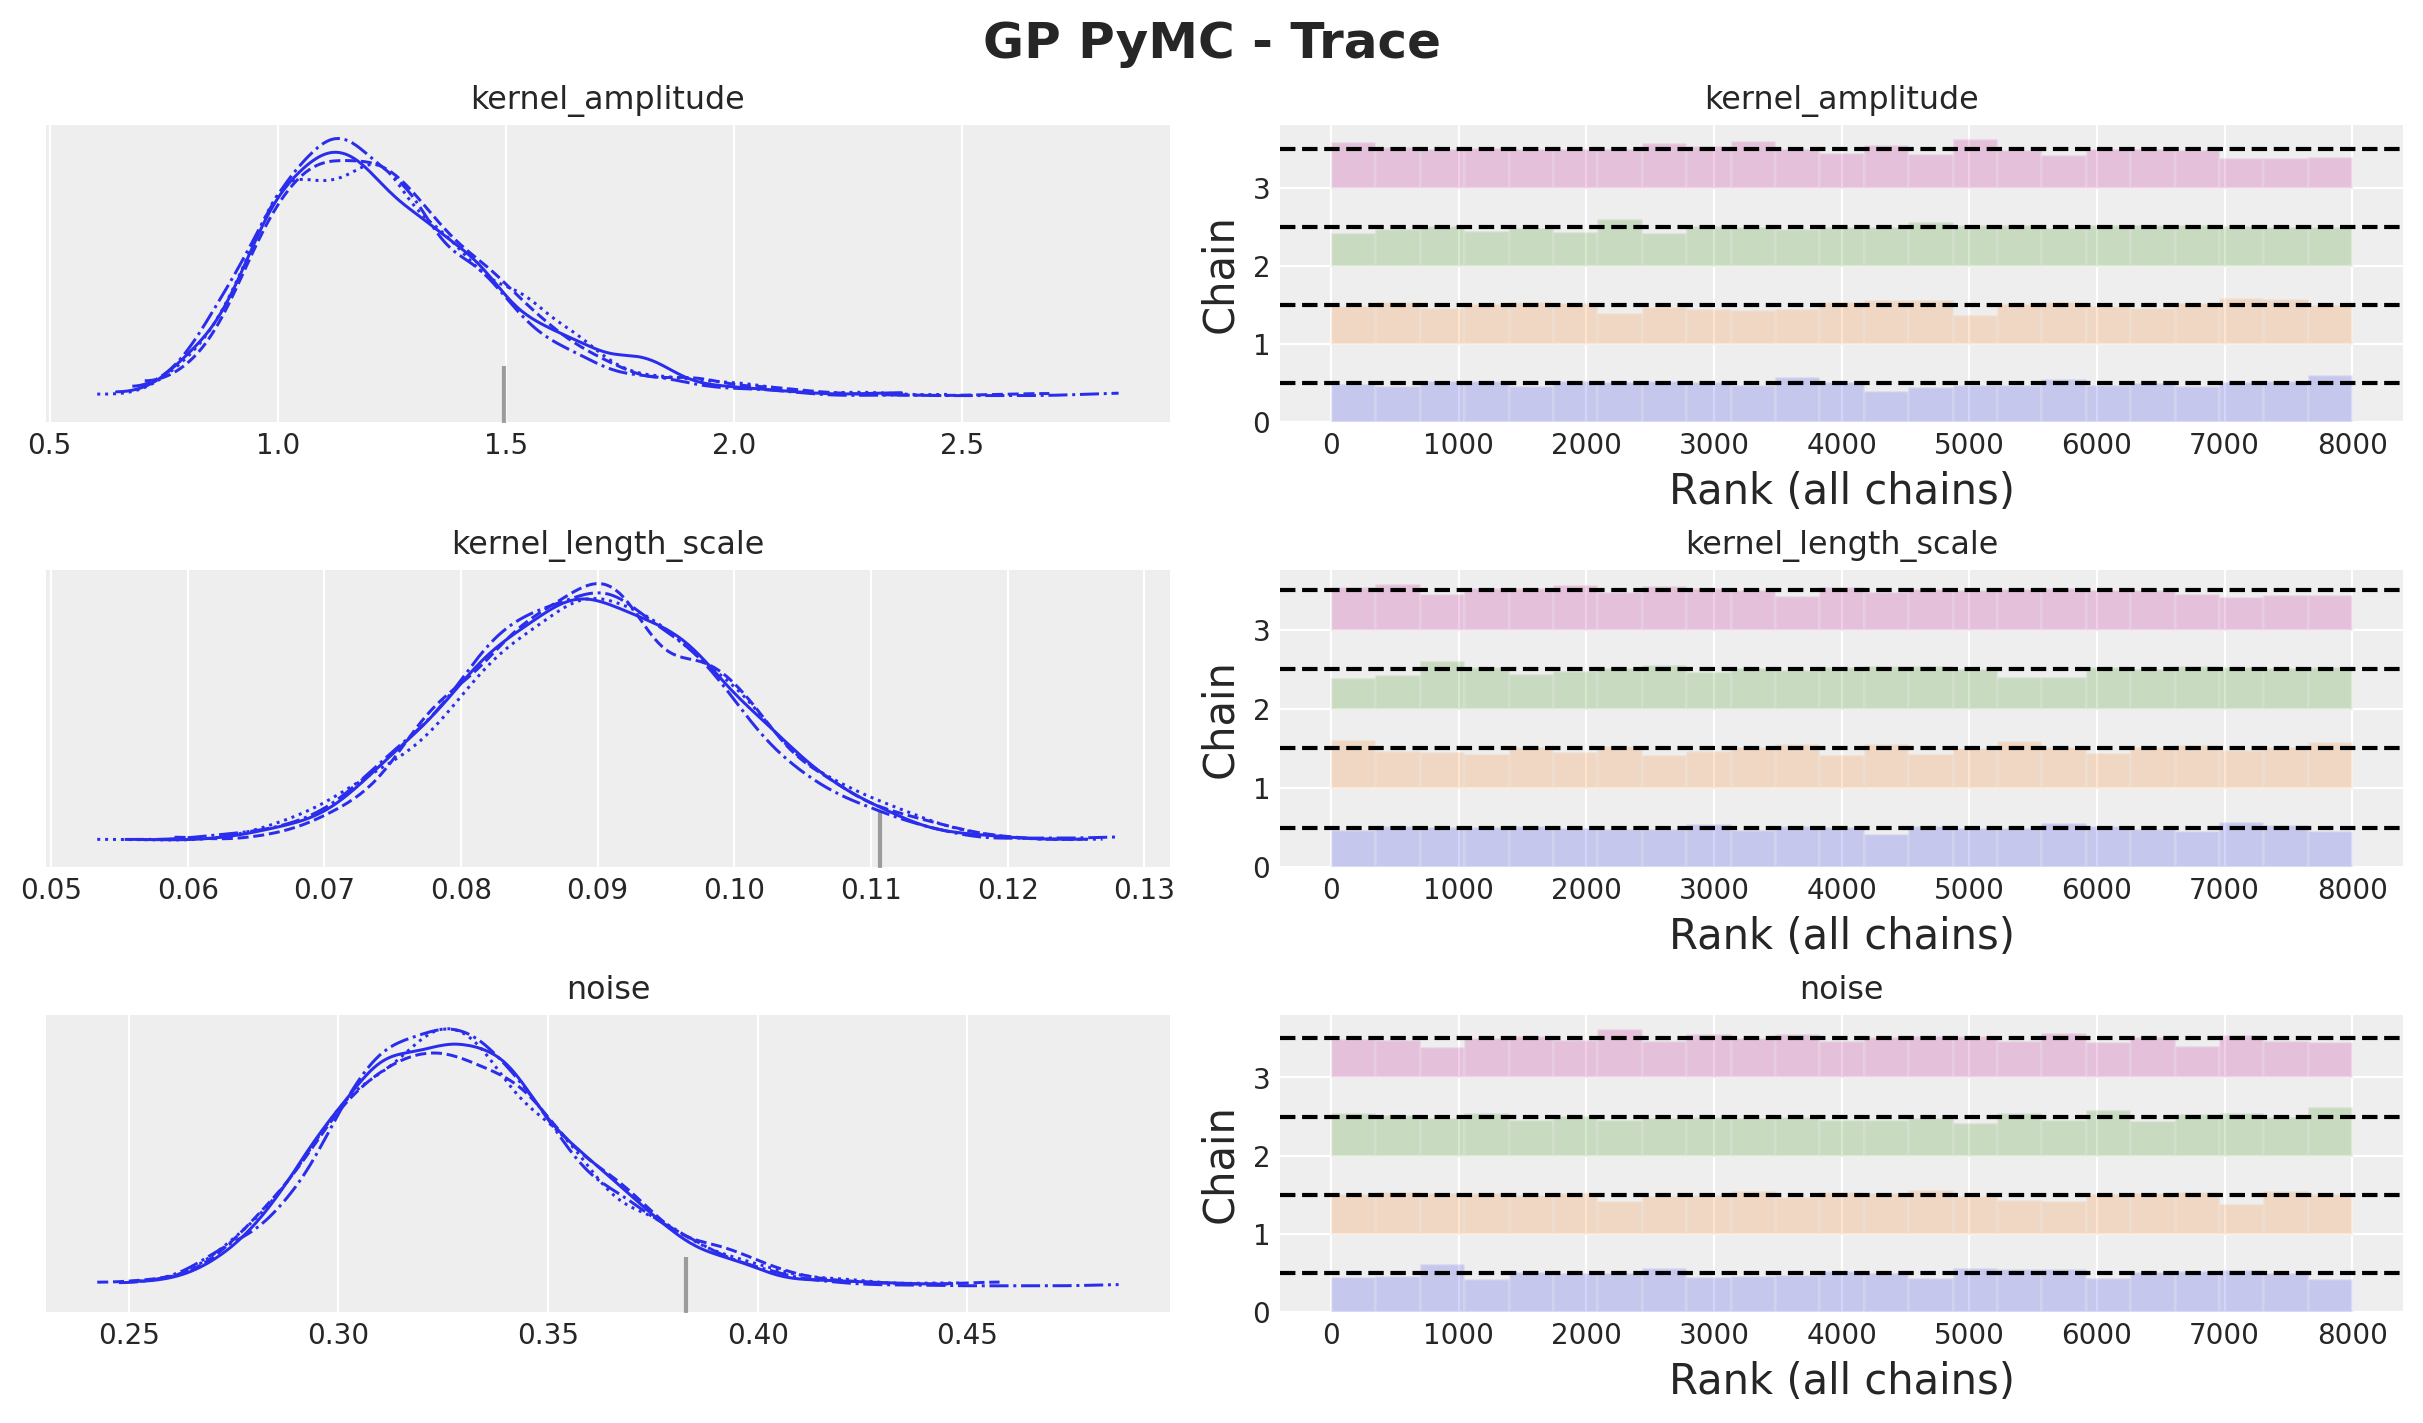 GP PyMC - Trace
kernel_amplitude
0.5 1.0 1.5 2.0 2.5
kernel_amplitude
Chain
3
2
1
0
0 1000 2000 3000 4000 5000 6000 7000 8000
Rank (all chains)
kernel_length_scale
0.05 0.06 0.07 0.08 0.09 0.10 0.11 0.12 0.13
kernel_length_scale
Chain
3
2
1
0
0 1000 2000 3000 4000 5000 6000 7000 8000
Rank (all chains)
noise
0.25 0.30 0.35 0.40 0.45
noise
Chain
3
2
1
0
0 1000 2000 3000 4000 5000 6000 7000 8000
Rank (all chains)